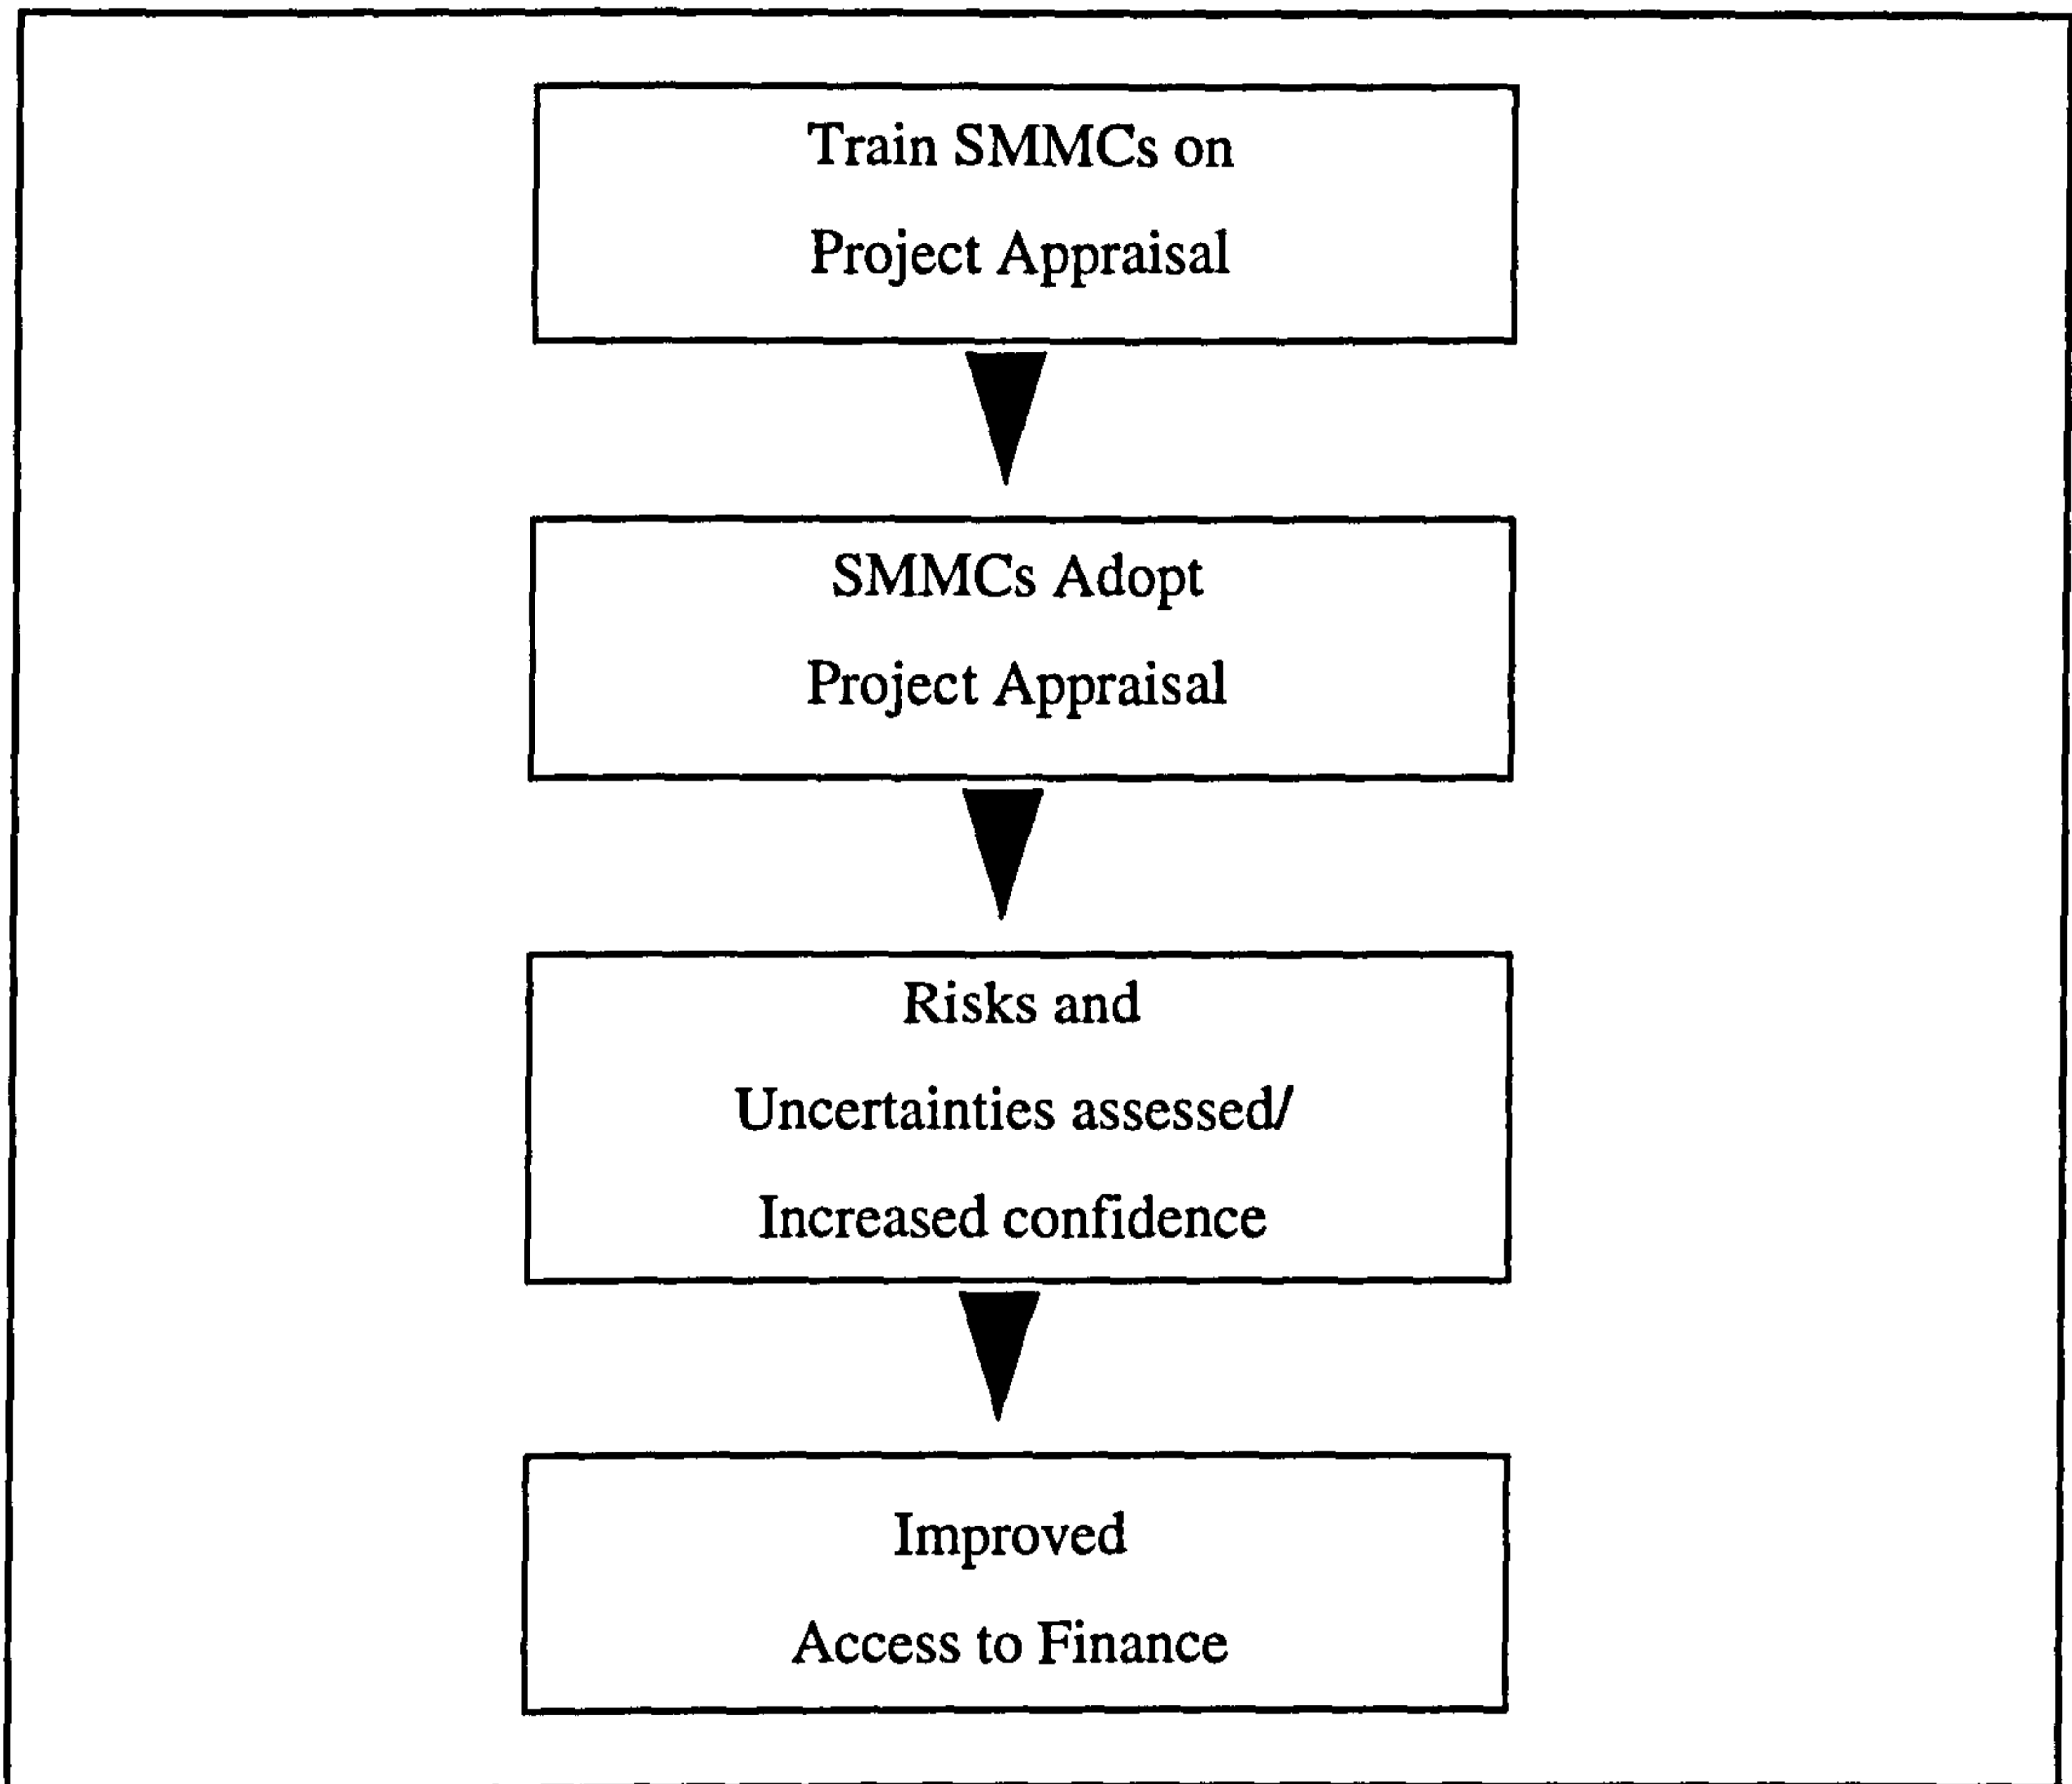 Train SMMCs on
Project Appraisal
SMMCs Adopt
Project Appraisal
Risks and
Uncertainties assessed/
Increased confidence
Improved
Access to Finance